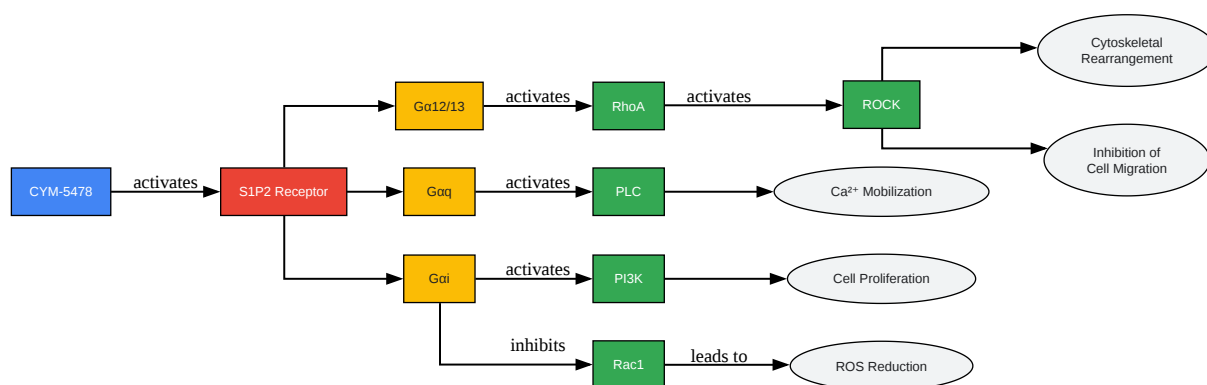 Cytoskeletal
Rearrangement
Gα12/13
activates
RhoA
activates
ROCK
Inhibition of
Cell Migration
CYM-5478
activates
S1P2 Receptor
Gαq
activates
PLC
Ca²⁺ Mobilization
Gαi
activates
PI3K
Cell Proliferation
inhibits
Rac1
leads to
ROS Reduction